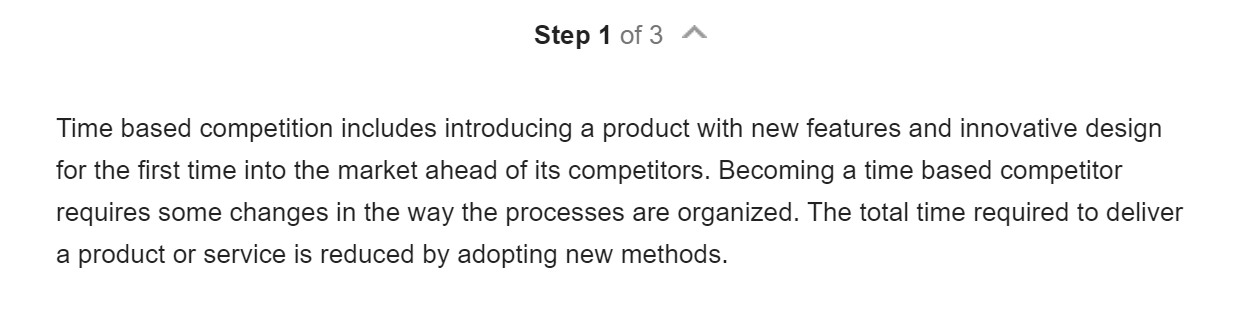 Step 1 of 3
Time based competition includes introducing a product with new features and innovative design
for the first time into the market ahead of its competitors. Becoming a time based competitor
requires some changes in the way the processes are organized. The total time required to deliver
a product or service is reduced by adopting new methods.